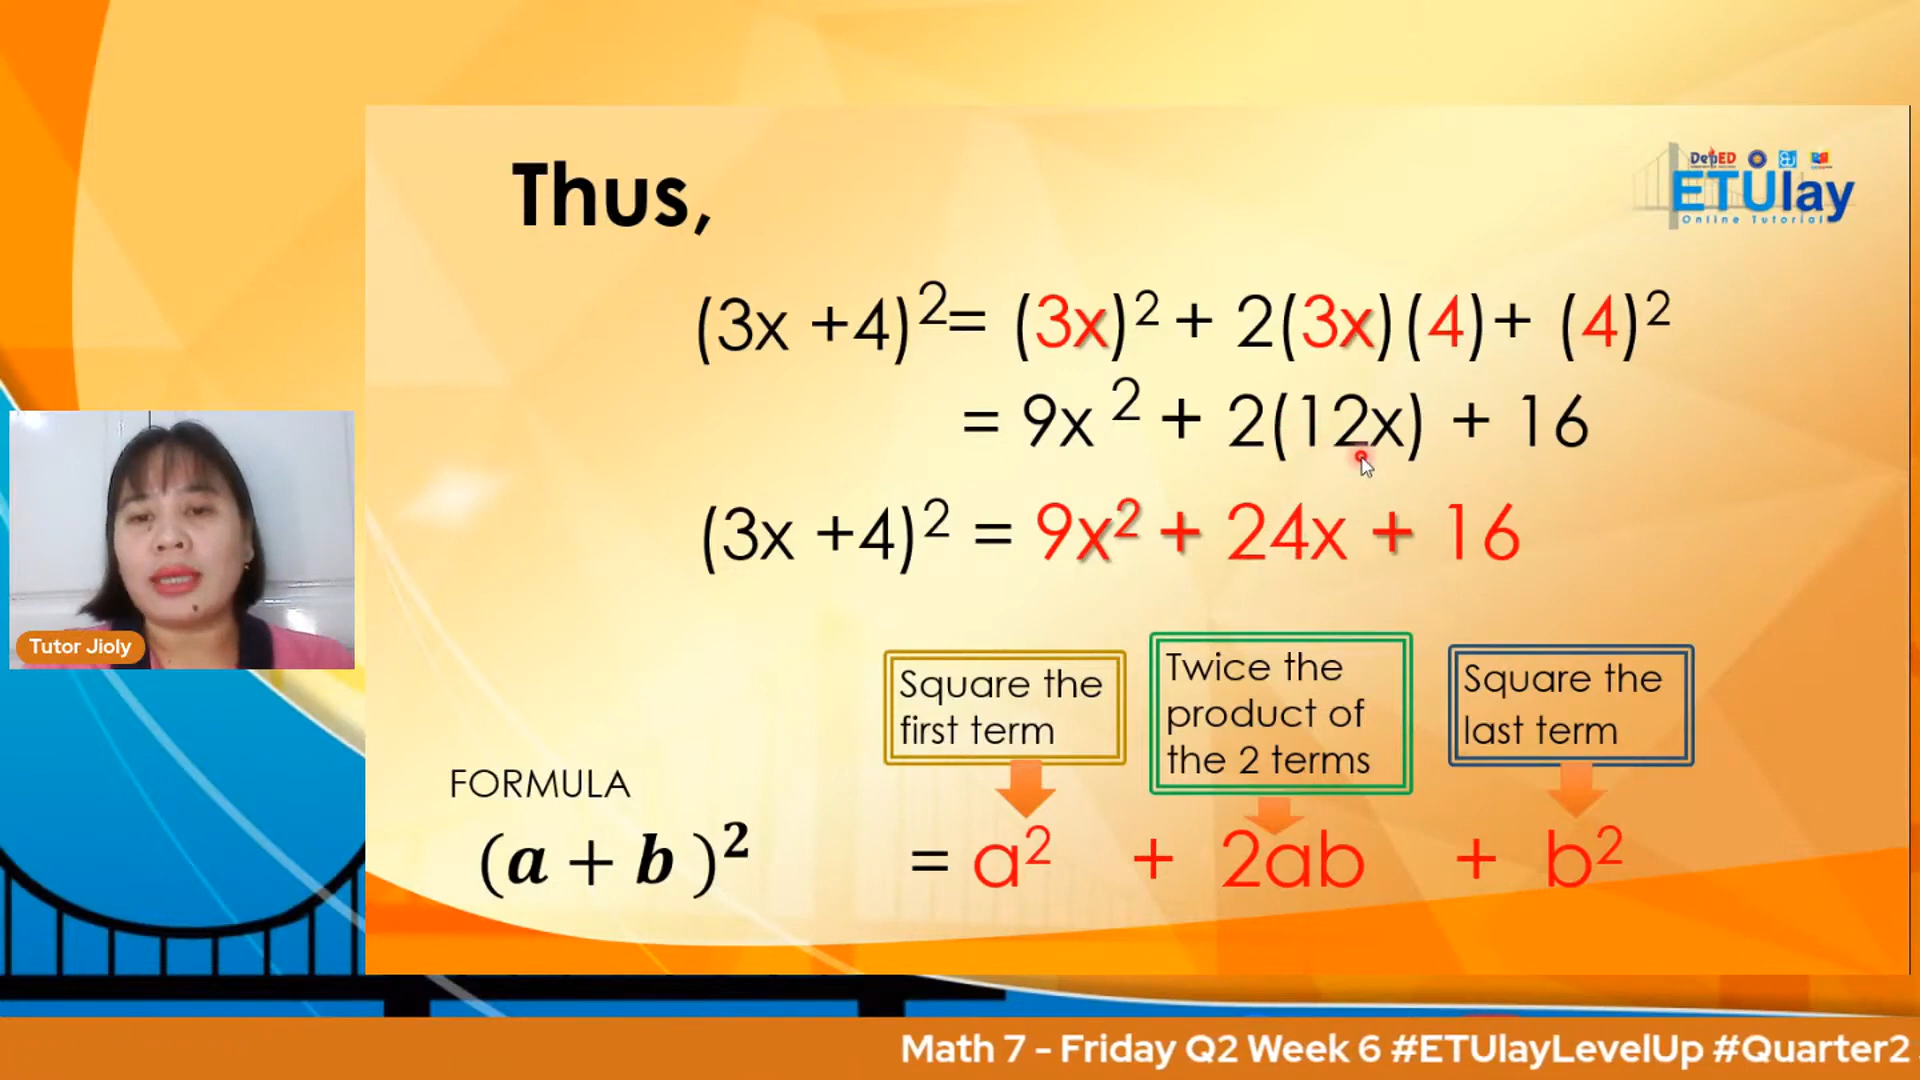 Thus,
DepED
ETUlay
Online Tutorial
(3x +4)² = (3x)² + 2(3x)(4)+ (4)²
= 9x² + 2(12x) + 16
(3x +4)² = 9x² + 24x + 16
Tutor Jioly
Square the
first term
Twice the
product of
the 2 terms
Square the
last term
FORMULA
(a + b)² = a² + 2ab + b²
Math 7 - Friday Q2 Week 6 #ETUlayLevelUp #Quarter2